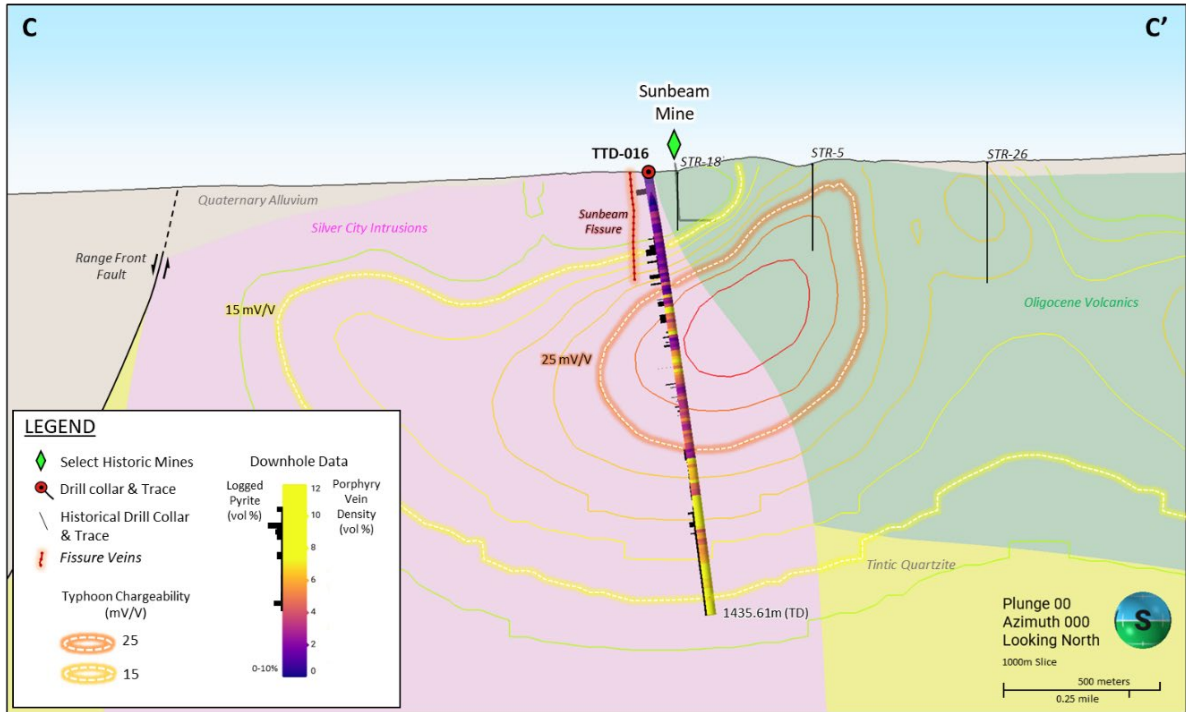 C
C'
Sunbeam
Mine
TTD-016
STR-18
STR-5
STR-26
Quaternary Alluvium
Silver City Intrusions
Sunbeam
Fissure
Range Front
Fault
Oligocene Volcanics
15 mV/V
25 mV/V
Tintic Quartzite
1435.61m (TD)
LEGEND
Select Historic Mines
Drill collar & Trace
Historical Drill Collar
& Trace
Fissure Veins
Typhoon Chargeability
(mV/V)
25
15
Downhole Data
Logged
Pyrite
(vol %)
Porphyry
Vein
Density
(vol %)
12
10
8
6
4
2
0
0-10%
Plunge 00
Azimuth 000
Looking North
1000m Slice
S
500 meters
0.25 mile